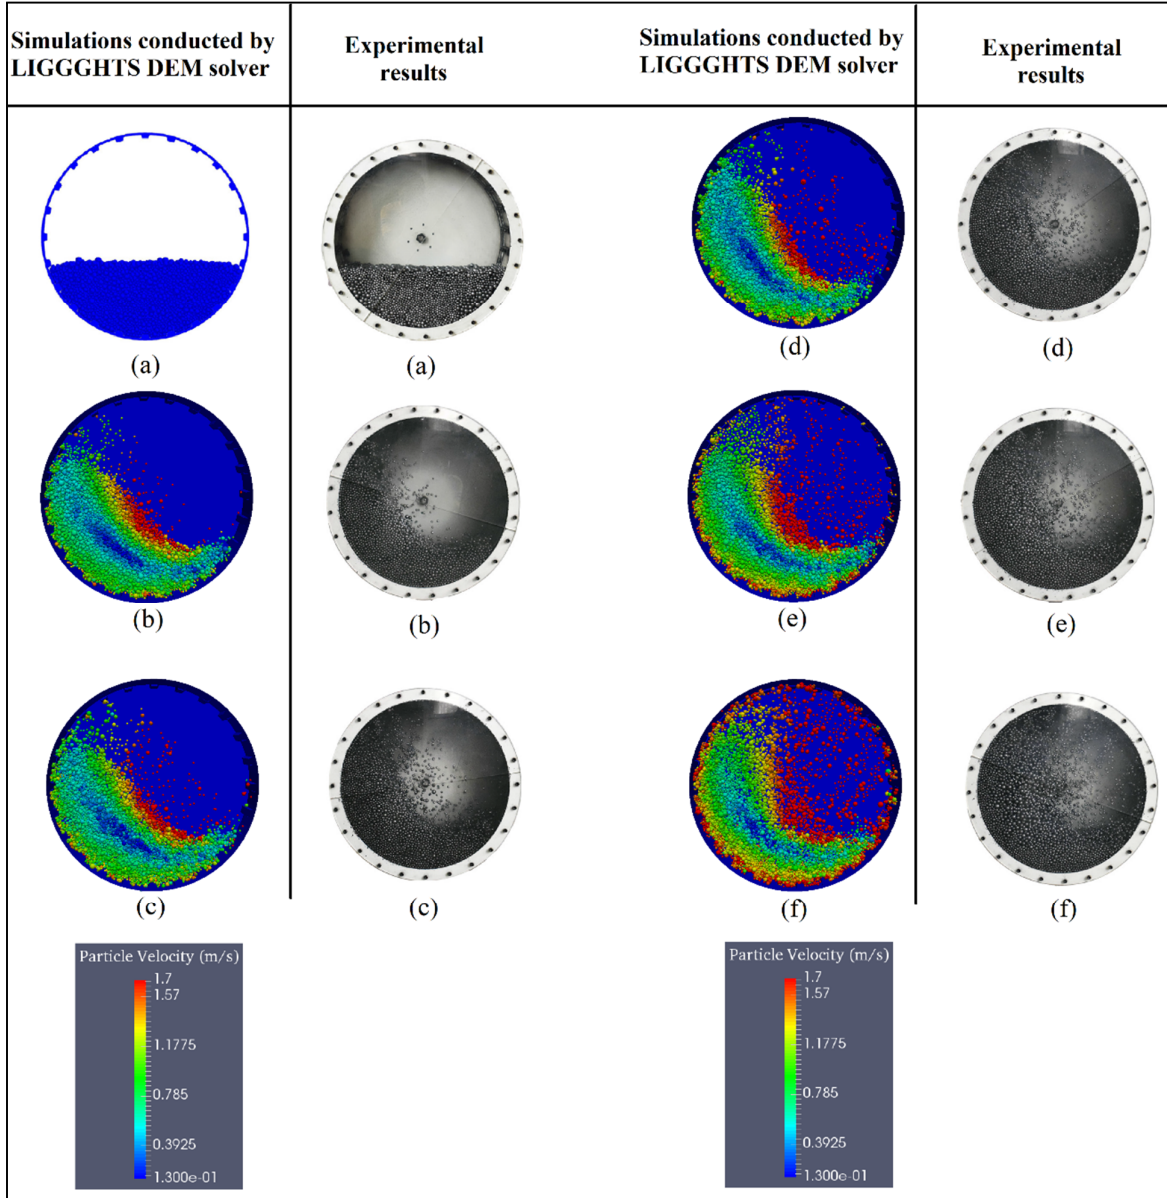 Simulations conducted by
LIGGGHTS DEM solver
Experimental
results
Simulations conducted by
LIGGGHTS DEM solver
Experimental
results
(a)
(a)
(d)
(d)
(b)
(b)
(e)
(e)
(c)
(c)
(f)
(f)
Particle Velocity (m/s)
1.7
1.57
1.1775
0.785
0.3925
1.300e-01
Particle Velocity (m/s)
1.7
1.57
1.1775
0.785
0.3925
1.300e-01